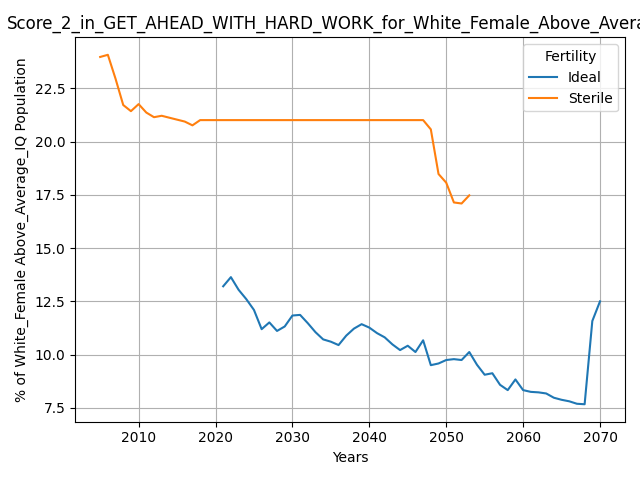 Score_2_in_GET_AHEAD_WITH_HARD_WORK_for_White_Female_Above_Avera
Fertility
Ideal
Sterile
% of White_Female Above_Average_IQ Population
22.5
20.0
17.5
15.0
12.5
10.0
7.5
2010 2020 2030 2040 2050 2060 2070
Years